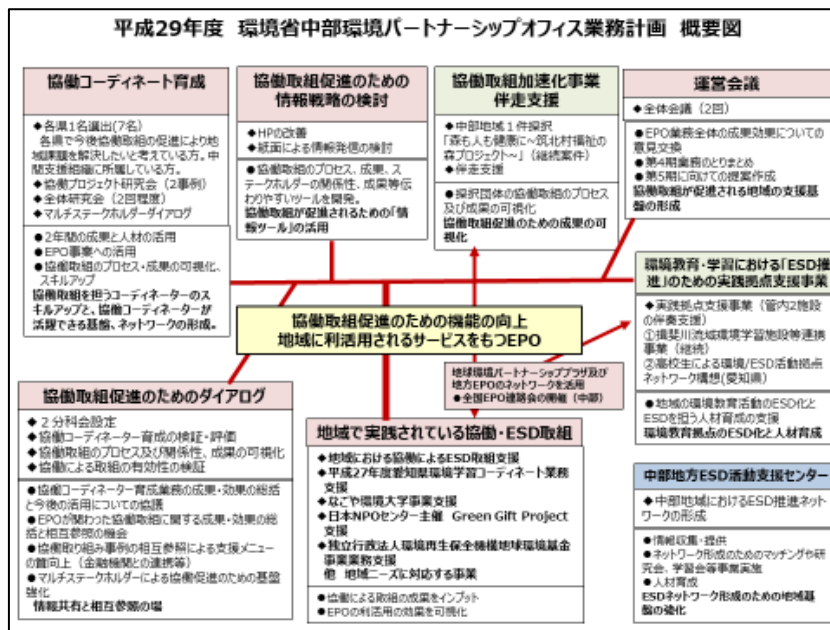 平成29年度 環境省中部環境パートナーシップオフィス業務計画 概要図
協働コーディネート育成
◆各県1名選出(7名)
各県で今後協働取組の促進により地
域課題を解決したいと考えている方。中
間支援組織に所属している方。
◆協働プロジェクト研究会(2事例)
◆全体研究会(2回程度)
◆マルチステークホルダーダイアログ
●2年間の成果と人材の活用
●EPO事業への活用
●協働取組のプロセス・成果の可視化、
スキルアップ
協働取組を担うコーディネーターのス
キルアップと、協働コーディネーターが
活躍できる基盤、ネットワークの形成。
協働取組促進のための
情報戦略の検討
◆HPの改善
◆紙面による情報発信の検討
●協働取組のプロセス、成果、ス
テークホルダーの関係性、成果等伝
わりやすいツールを開発。
協働取組が促進されるための「情
報ツール」の活用
協働取組加速化事業
伴走支援
◆中部地域1件採択
「森も人も健康に~筑北村福祉の
森プロジェクト~」(継続案件)
◆伴走支援
●採択団体の協働取組のプロセス
及び成果の可視化
協働取組促進のための成果の可
視化
運営会議
◆全体会議(2回)
●EPO業務全体の成果効果についての
意見交換
●第4期業務のとりまとめ
●第5期に向けての提案作成
協働取組が促進される地域の支援基
盤の形成
環境教育・学習における「ESD推
進」のための実践拠点支援事業
◆実践拠点支援事業(管内2施設
の伴奏支援)
①揖斐川流域環境学習施設等連携
事業(継続)
②高校生による環境/ESD活動拠点
ネットワーク構想(愛知県)
●地域の環境教育活動のESD化と
ESDを担う人材育成の支援
環境教育拠点のESD化と人材育成
協働取組促進のための機能の向上
地域に利活用されるサービスをもつEPO
地球環境パートナーシッププラザ及び
地方EPOのネットワークを活用
●全国EPO連絡会の開催(中部)
協働取組促進のためのダイアログ
◆2分科会設定
◆協働コーディネーター育成の検証・評価
◆協働取組のプロセス及び関係性、成果の可視化
◆協働による取組の有効性の検証
●協働コーディネーター育成業務の成果・効果の総括
と今後の活用についての協議
●EPOが関わった協働取組に関する成果・効果の総
括と相互参照の機会
●協働取り組み事例の相互参照による支援メニュー
の質向上(金融機関との連携等)
●マルチステークホルダーによる協働促進のための基盤
強化
情報共有と相互参照の場
地域で実践されている協働・ESD取組
◆地域における協働によるESD取組支援
◆平成27年度愛知県環境学習コーディネート業務
支援
◆なごや環境大学事業支援
◆日本NPOセンター主催 Green Gift Project
支援
◆独立行政法人環境再生保全機構地球環境基金
事業業務支援
他 地域ニーズに対応する事業
●協働による取組の成果をインプット
●EPOの利活用の効果を可視化
中部地方ESD活動支援センター
◆中部地域におけるESD推進ネット
ワークの形成
●情報収集・提供
●ネットワーク形成のためのマッチングや研
究会、学習会等事業実施
●人材育成
ESDネットワーク形成のための地域基
盤の強化